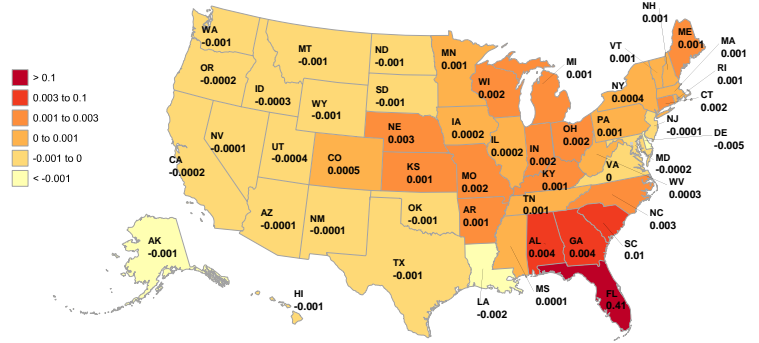 > 0.1
0.003 to 0.1
0.001 to 0.003
0 to 0.001
-0.001 to 0
< -0.001
WA
-0.001
OR
-0.0002
CA
-0.0002
NV
-0.0001
ID
-0.0003
MT
-0.001
WY
-0.001
UT
-0.0004
AZ
-0.0001
CO
0.0005
NM
-0.0001
ND
-0.001
SD
-0.001
NE
0.003
KS
0.001
OK
-0.001
TX
-0.001
MN
0.001
IA
0.0002
MO
0.002
AR
0.001
LA
-0.002
WI
0.002
IL
0.0002
MI
0.001
IN
0.002
OH
0.002
KY
0.001
TN
0.001
MS
0.0001
AL
0.004
GA
0.004
FL
0.41
SC
0.01
NC
0.003
VA
0
WV
0.0003
MD
-0.0002
DE
-0.005
NJ
-0.0001
PA
0.001
NY
0.0004
CT
0.002
RI
0.001
MA
0.001
VT
0.001
NH
0.001
ME
0.001
AK
-0.001
HI
-0.001